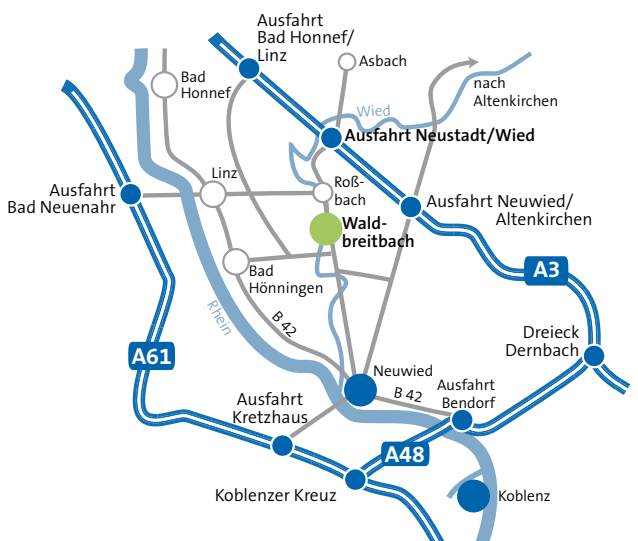 Ausfahrt
Bad Honnef/
Linz
Asbach
Bad
Honnef
nach
Altenkirchen
Wied
Ausfahrt Neustadt/Wied
Linz
Roß-
bach
Ausfahrt
Bad Neuenahr
Ausfahrt Neuwied/
Altenkirchen
Wald-
breitbach
Bad
Hönningen
A3
Rhein
B 42
Dreieck
Dernbach
A61
Neuwied
B 42
Ausfahrt
Bendorf
Ausfahrt
Kretzhaus
A48
Koblenzer Kreuz
Koblenz